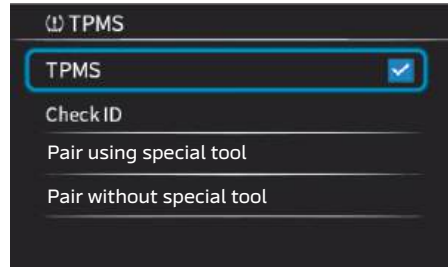 TPMS
TPMS
Check ID
Pair using special tool
Pair without special tool